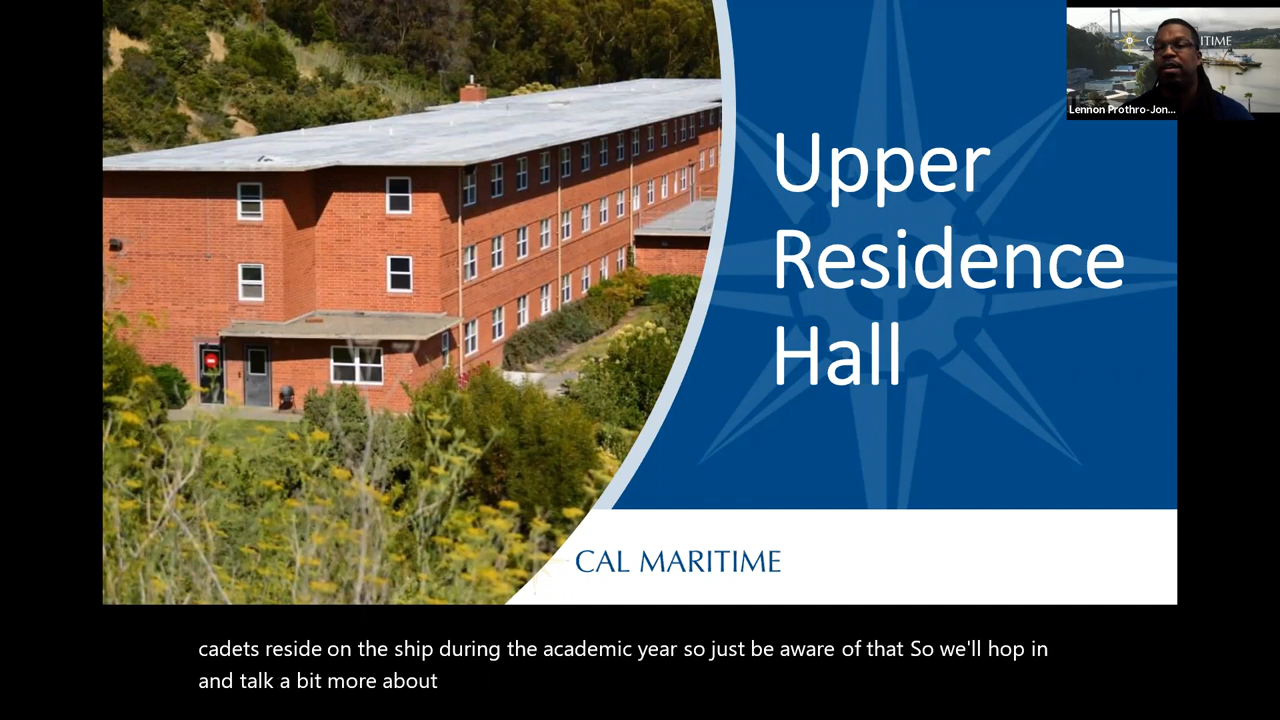 Upper
Residence
Hall
CAL MARITIME
Lennon Prothro-Jon...
cadets reside on the ship during the academic year so just be aware of that So we'll hop in
and talk a bit more about